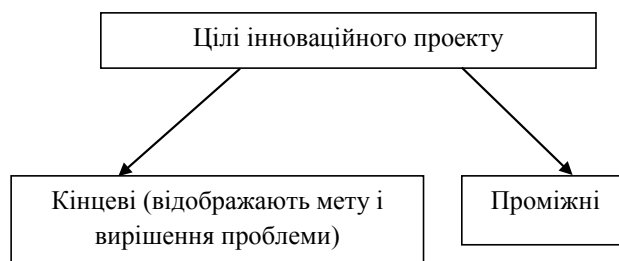 Цілі інноваційного проекту
Кінцеві (відображають мету і
вирішення проблеми)
Проміжні